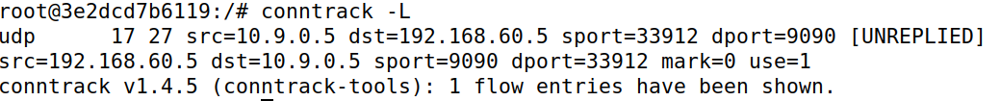 root@3e2dcd7b6119:/# conntrack -L
udp      17 27 src=10.9.0.5 dst=192.168.60.5 sport=33912 dport=9090 [UNREPLIED]
src=192.168.60.5 dst=10.9.0.5 sport=9090 dport=33912 mark=0 use=1
conntrack v1.4.5 (conntrack-tools): 1 flow entries have been shown.